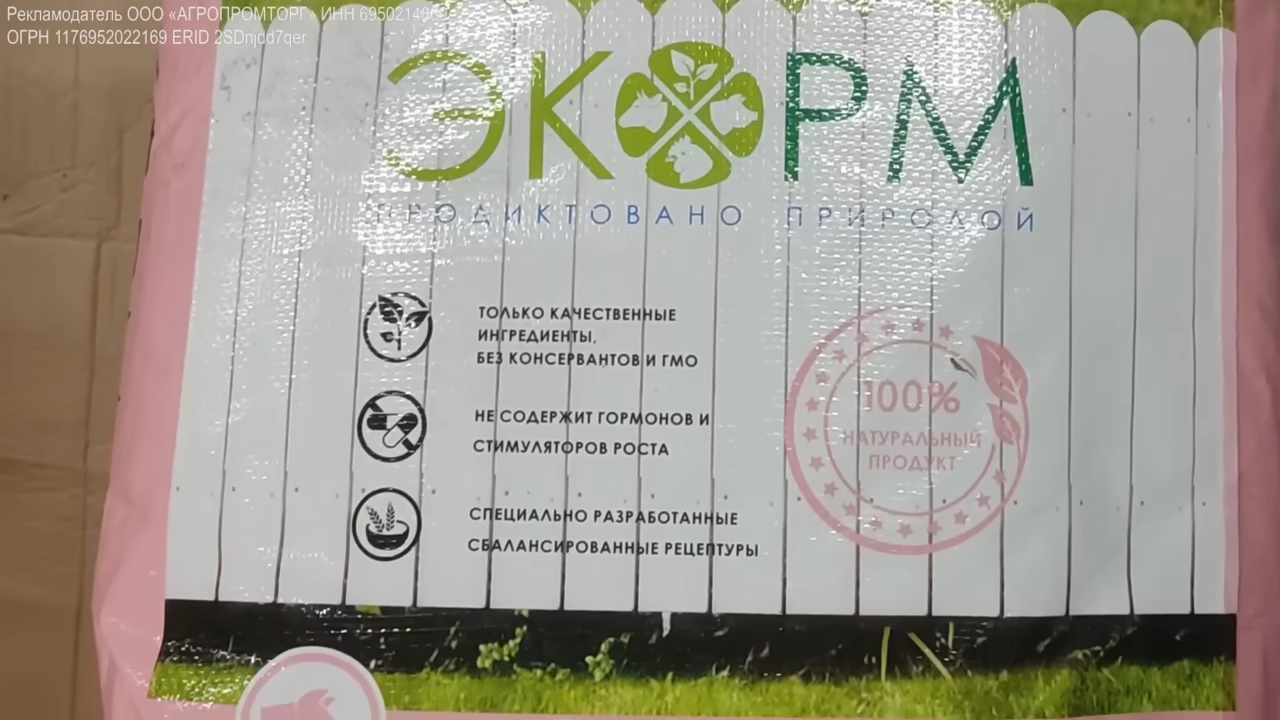 Рекламодатель ООО «АГРОПРОМТОРГ» ИНН
ОГРН 1176952022169 ERID 2SDnjcd7qer
ЭКОРМ
ПРОДИКТОВАНО ПРИРОДОЙ
ТОЛЬКО КАЧЕСТВЕННЫЕ
ИНГРЕДИЕНТЫ,
БЕЗ КОНСЕРВАНТОВ И ГМО
НЕ СОДЕРЖИТ ГОРМОНОВ И
СТИМУЛЯТОРОВ РОСТА
СПЕЦИАЛЬНО РАЗРАБОТАННЫЕ
СБАЛАНСИРОВАННЫЕ РЕЦЕПТУРЫ
100%
НАТУРАЛЬНЫЙ
ПРОДУКТ